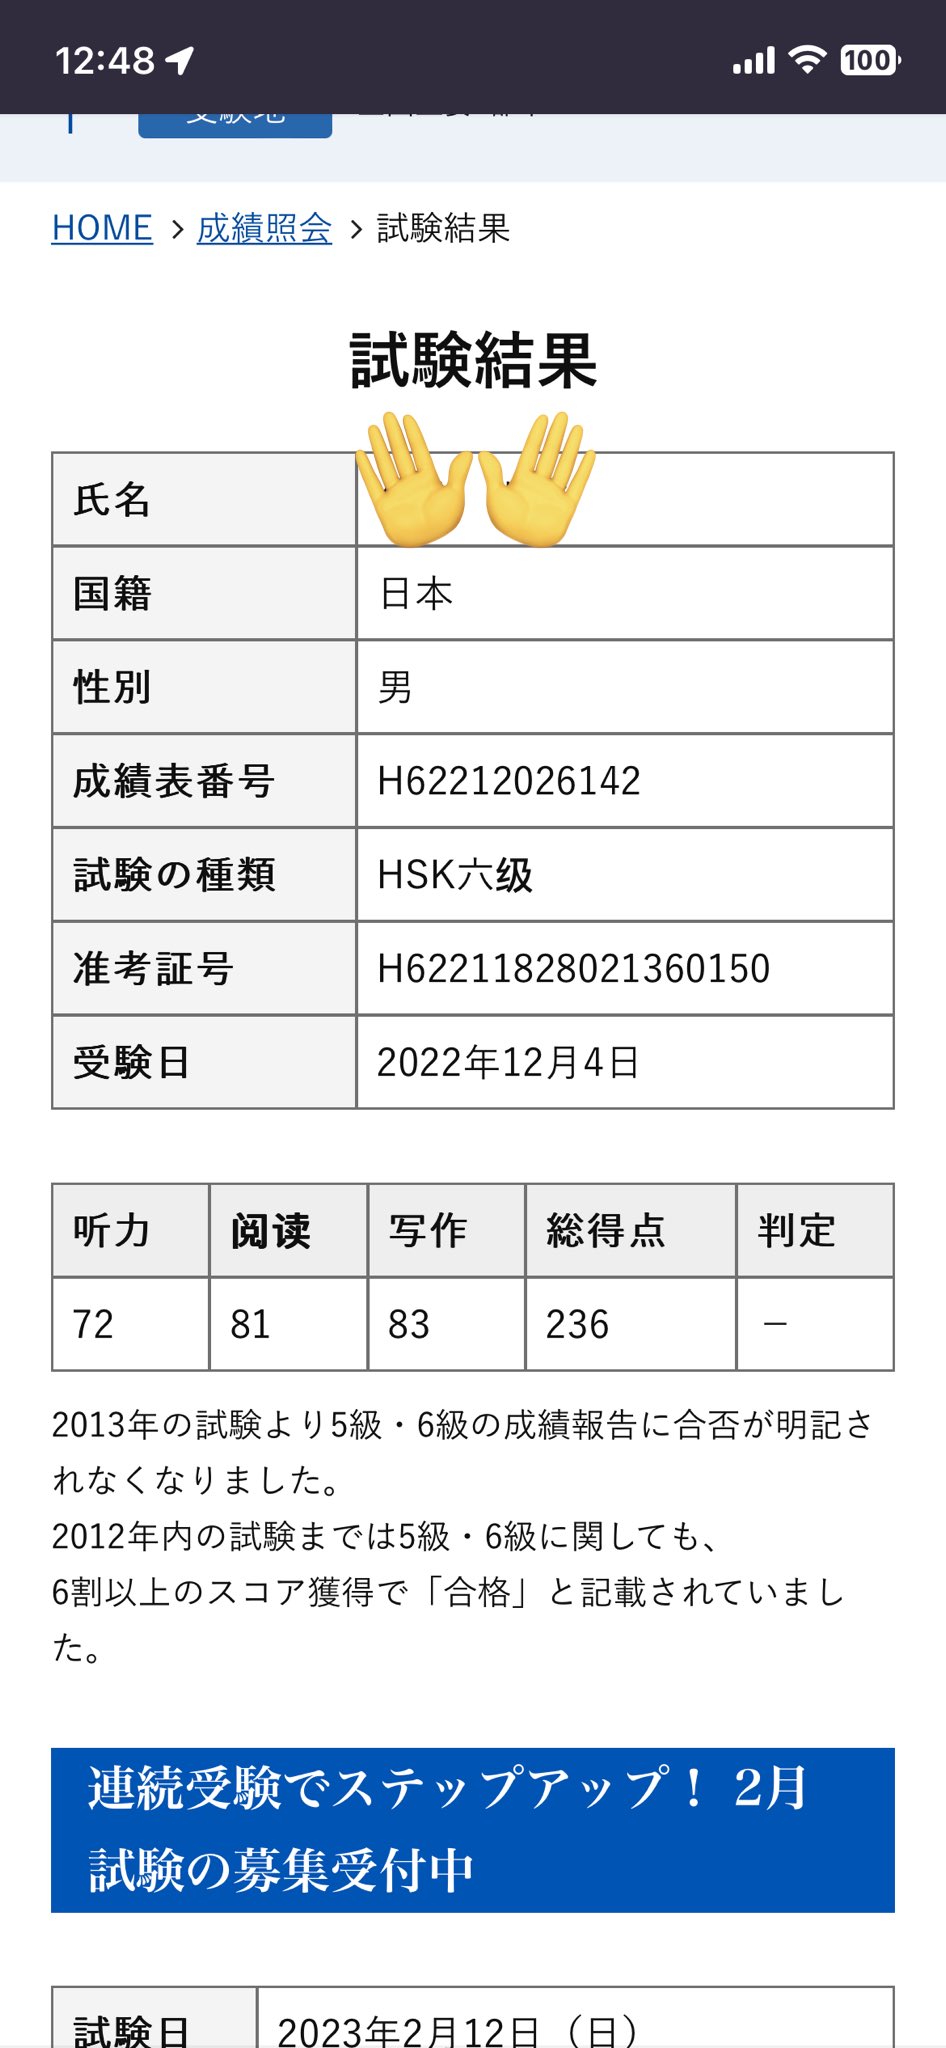 12:48
100
受験地
HOME > 成績照会 > 試験結果
試験結果
氏名
国籍 日本
性別 男
成績表番号 H62212026142
試験の種類 HSK六级
准考証号 H62211828021360150
受験日 2022年12月4日
听力 阅读 写作 総得点 判定
72 81 83 236 －
2013年の試験より5級・6級の成績報告に合否が明記さ
れなくなりました。
2012年内の試験までは5級・6級に関しても、
6割以上のスコア獲得で「合格」と記載されていまし
た。
連続受験でステップアップ！ 2月
試験の募集受付中
試験日 2023年2月12日（日）